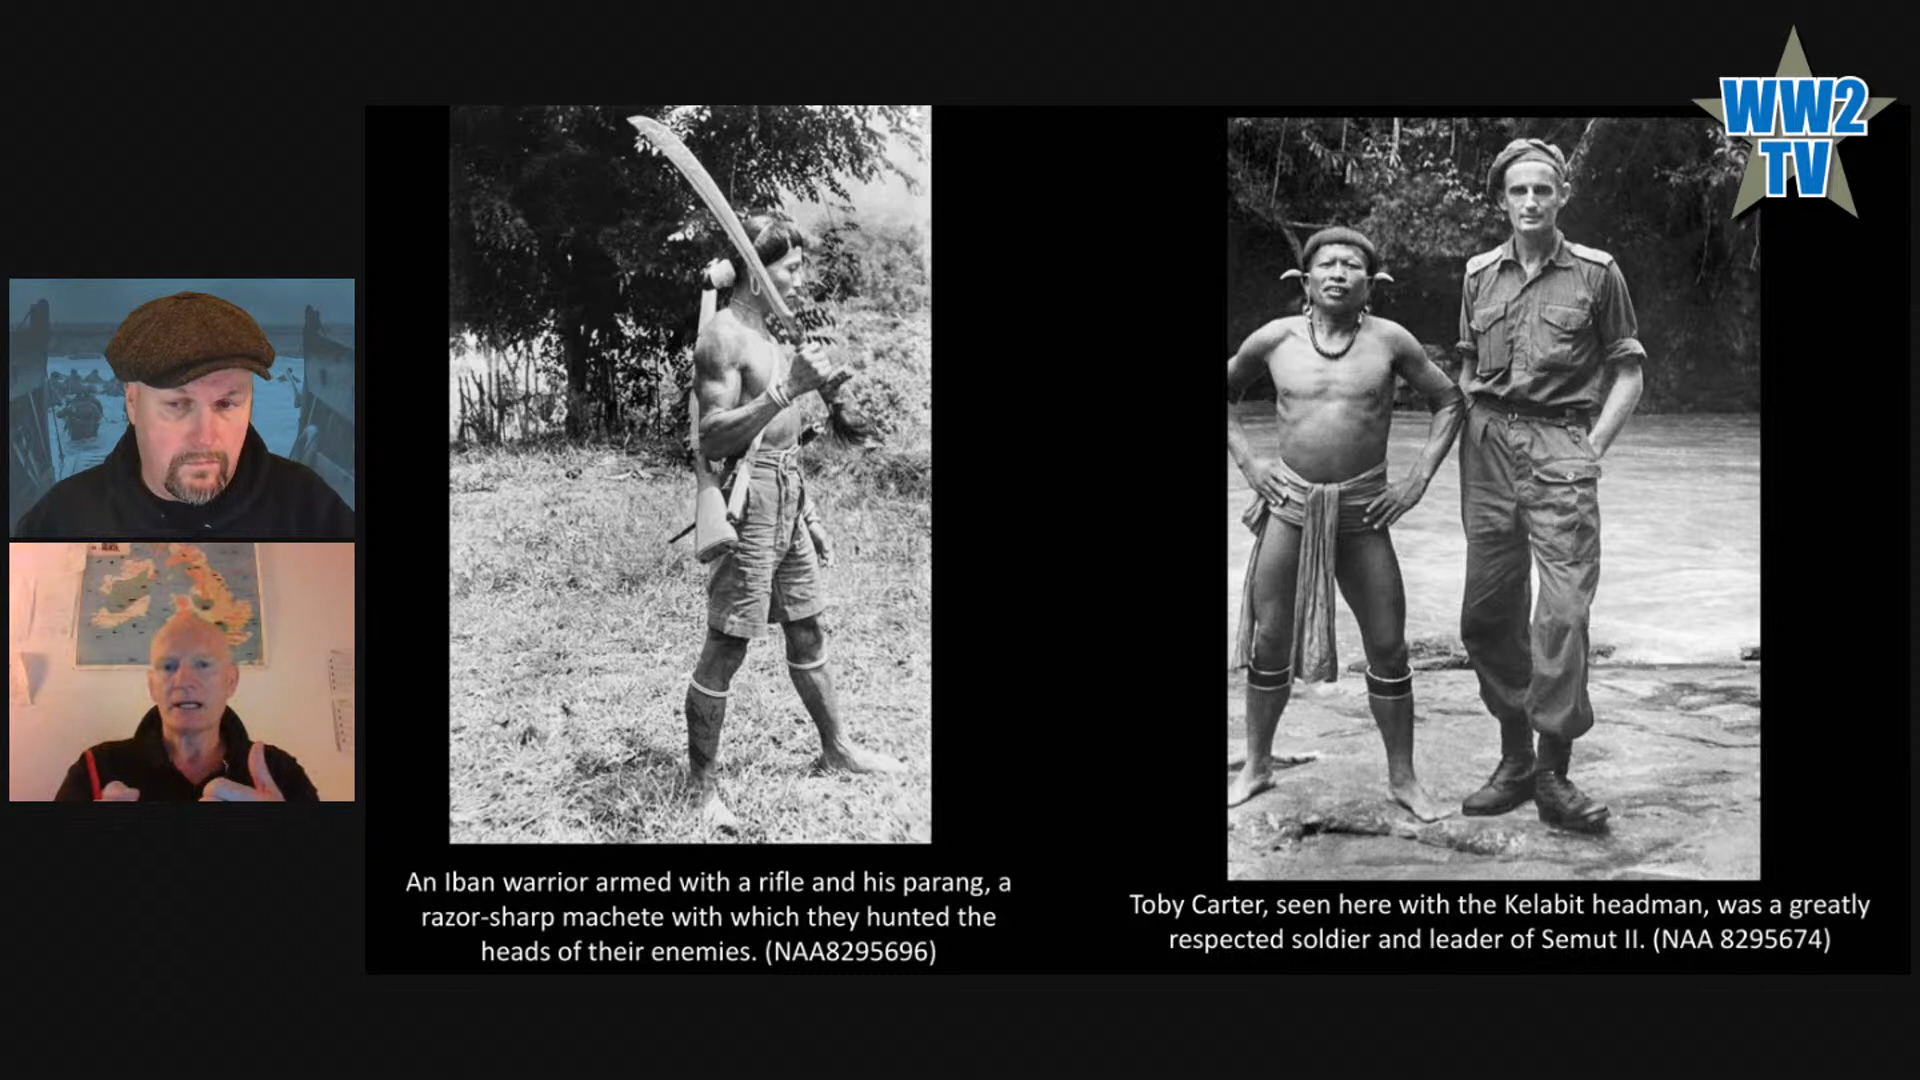 WW2
TV
An Iban warrior armed with a rifle and his parang, a
razor-sharp machete with which they hunted the
heads of their enemies. (NAA8295696)
Toby Carter, seen here with the Kelabit headman, was a greatly
respected soldier and leader of Semut II. (NAA 8295674)